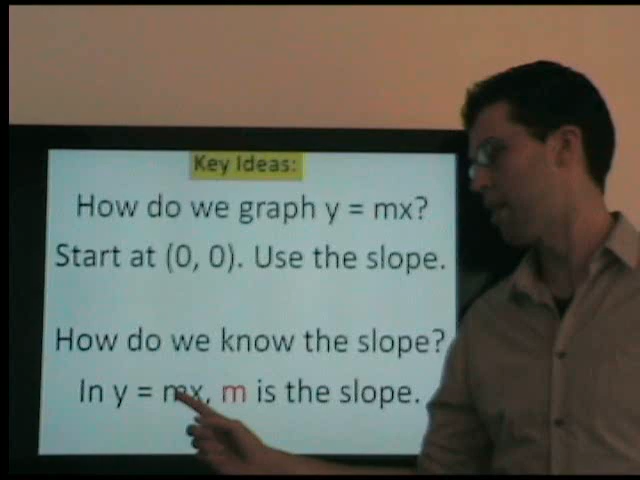 Key Ideas:
How do we graph y = mx?
Start at (0, 0). Use the slope.
How do we know the slope?
In y = mx, m is the slope.